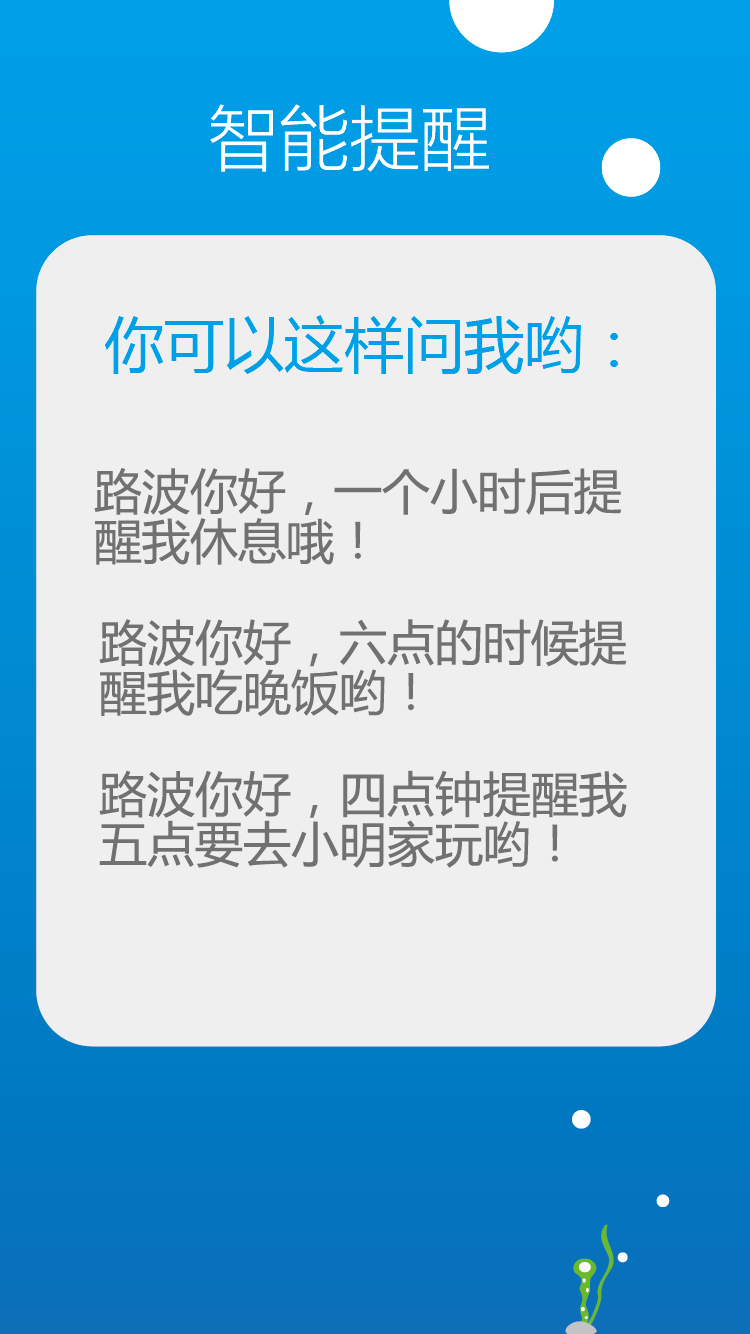 智能提醒
你可以这样问我哟：
路波你好，一个小时后提
醒我休息哦！
路波你好，六点的时候提
醒我吃晚饭哟！
路波你好，四点钟提醒我
五点要去小明家玩哟！